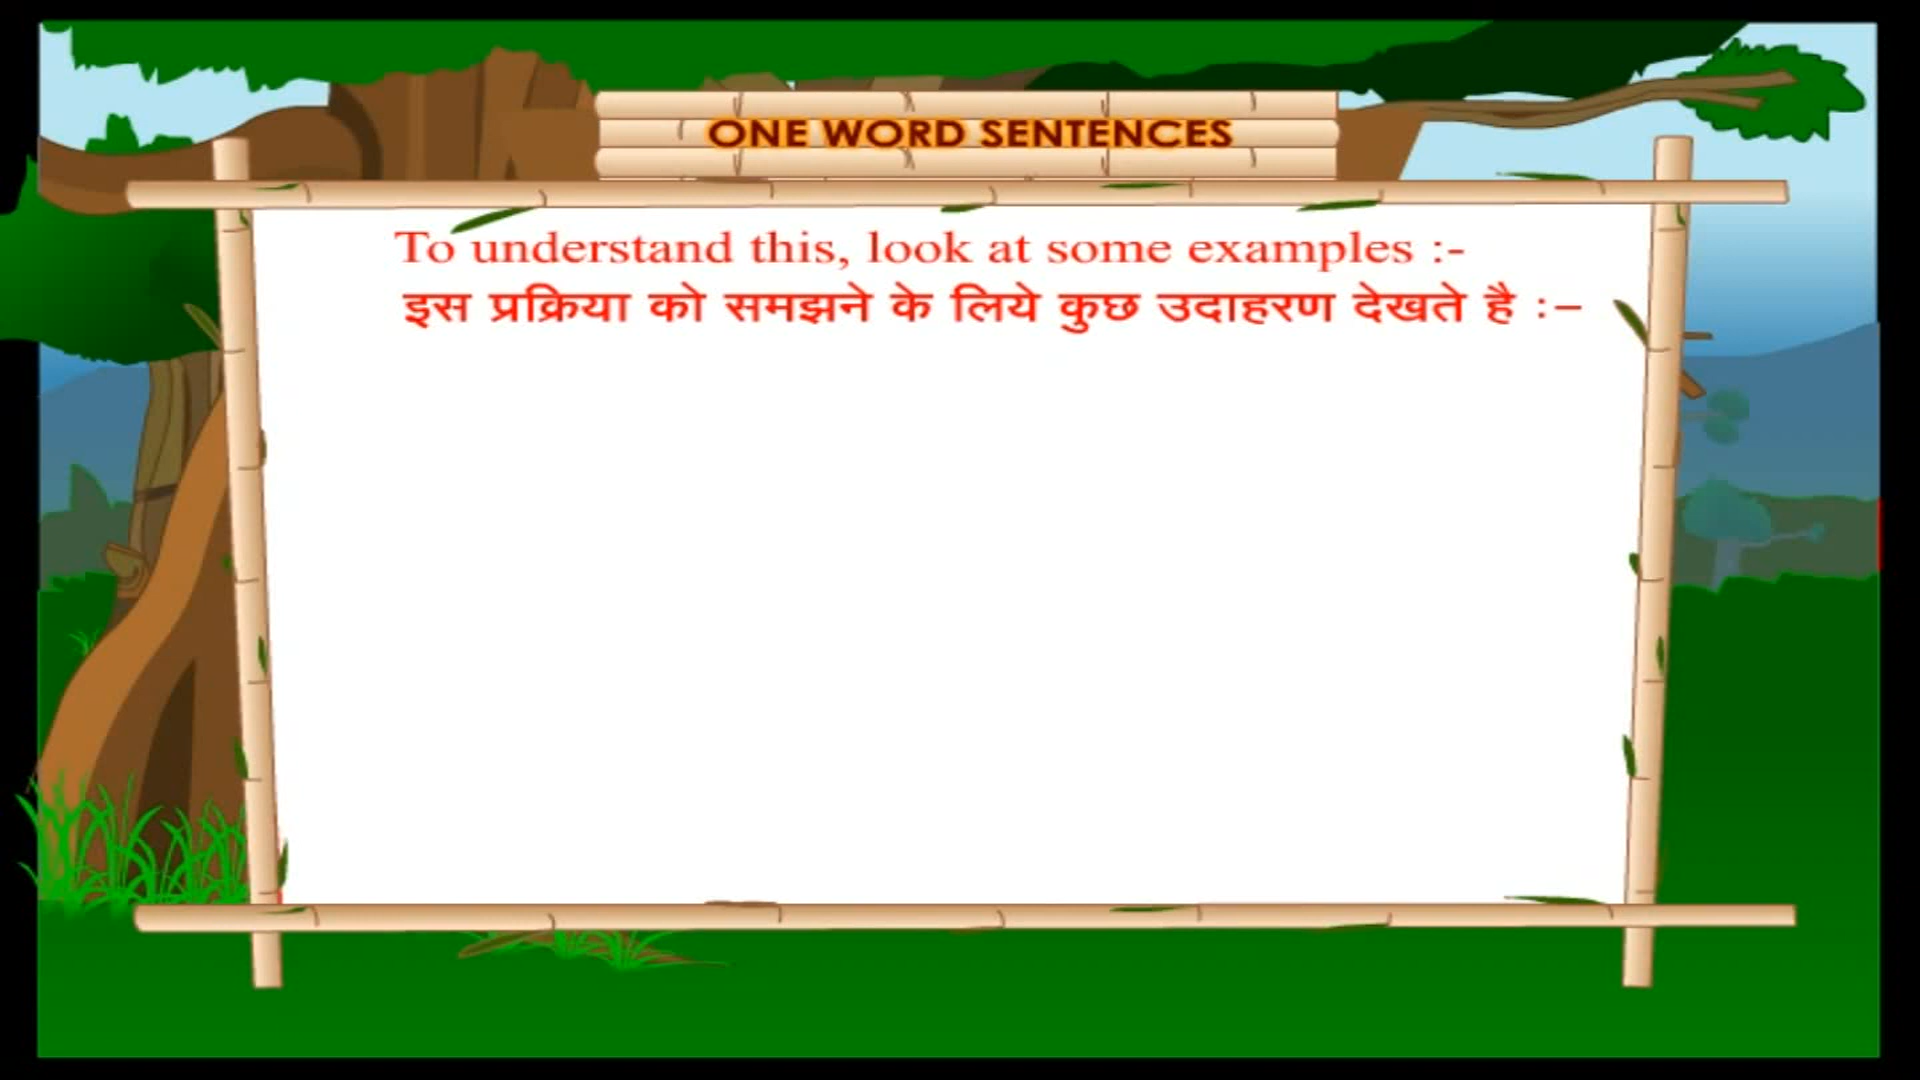 ONE WORD SENTENCES
To understand this, look at some examples :-
इस प्रक्रिया को समझने के लिये कुछ उदाहरण देखते है :–